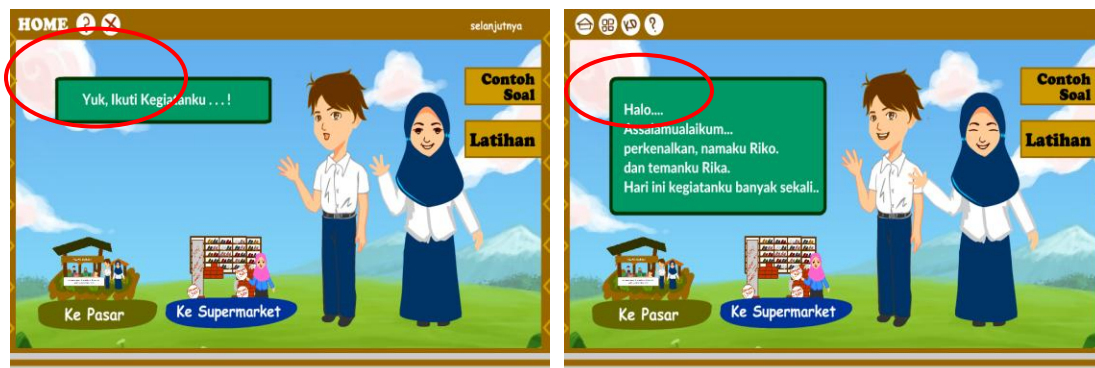 HOME ? X
selanjutnya
Yuk, Ikuti Kegiatanku . . . !
Contoh
Soal
Latihan
Ke Pasar
Ke Supermarket
KD ?
Halo....
Assalamualaikum...
perkenalkan, namaku Riko.
dan temanku Rika.
Hari ini kegiatanku banyak sekali..
Contoh
Soal
Latihan
Ke Pasar
Ke Supermarket